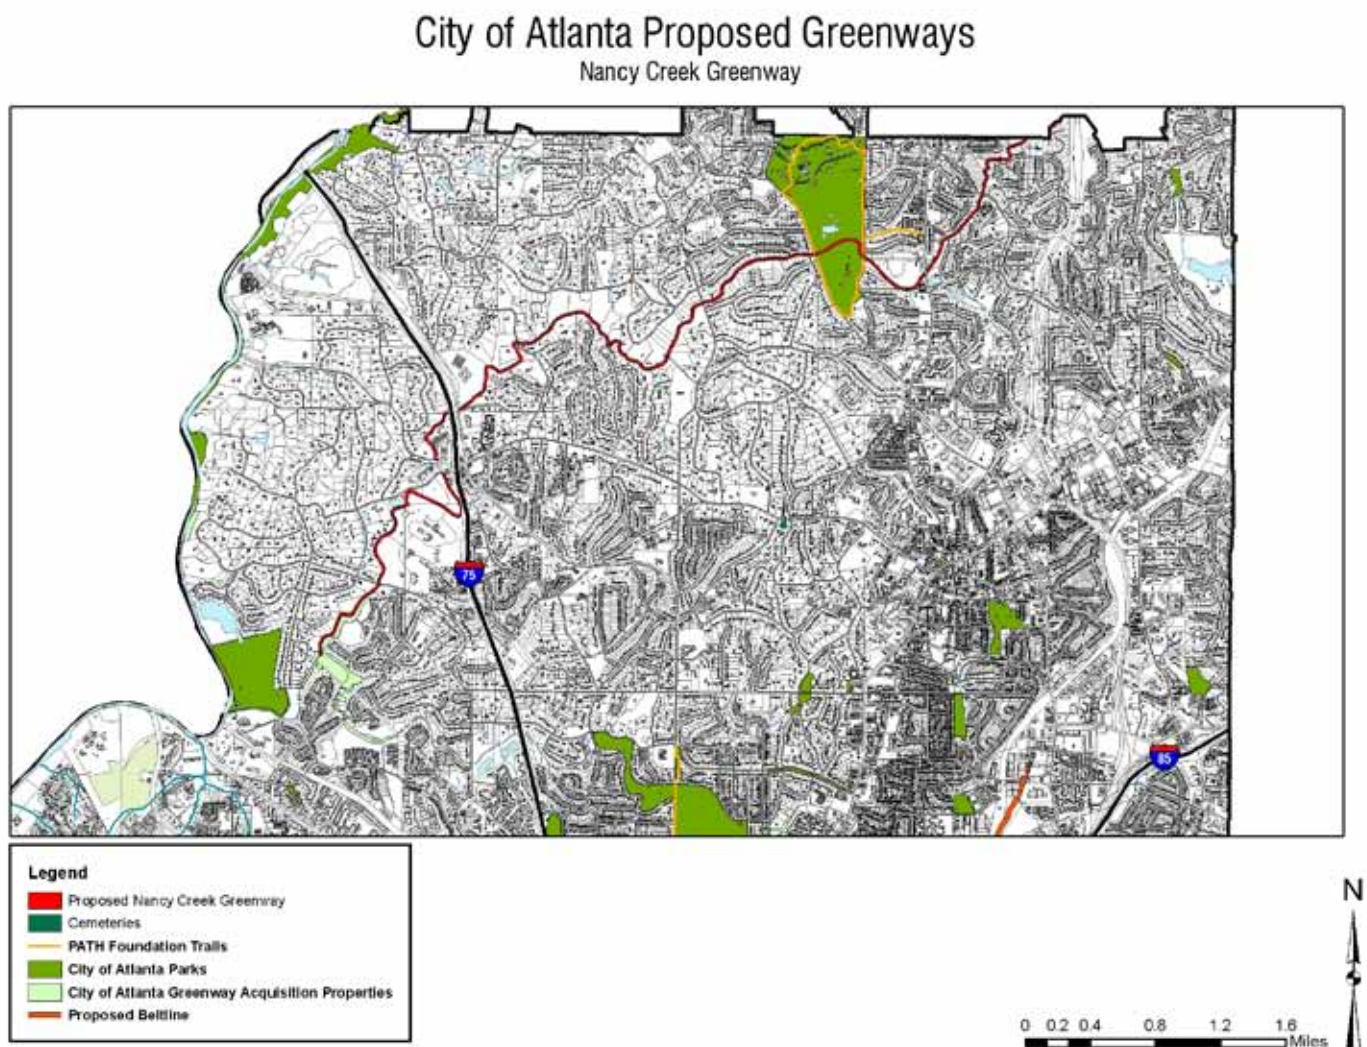 City of Atlanta Proposed Greenways
Nancy Creek Greenway
75
85
Legend
Proposed Nancy Creek Greenway
Cemeteries
PATH Foundation Trails
City of Atlanta Parks
City of Atlanta Greenway Acquisition Properties
Proposed Beltline
N
0 0.2 0.4 0.8 1.2 1.6
Miles